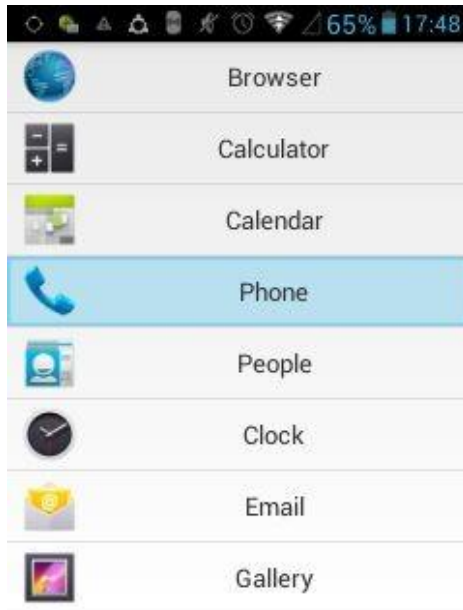 65% 17:48
Browser
Calculator
Calendar
Phone
People
Clock
Email
Gallery